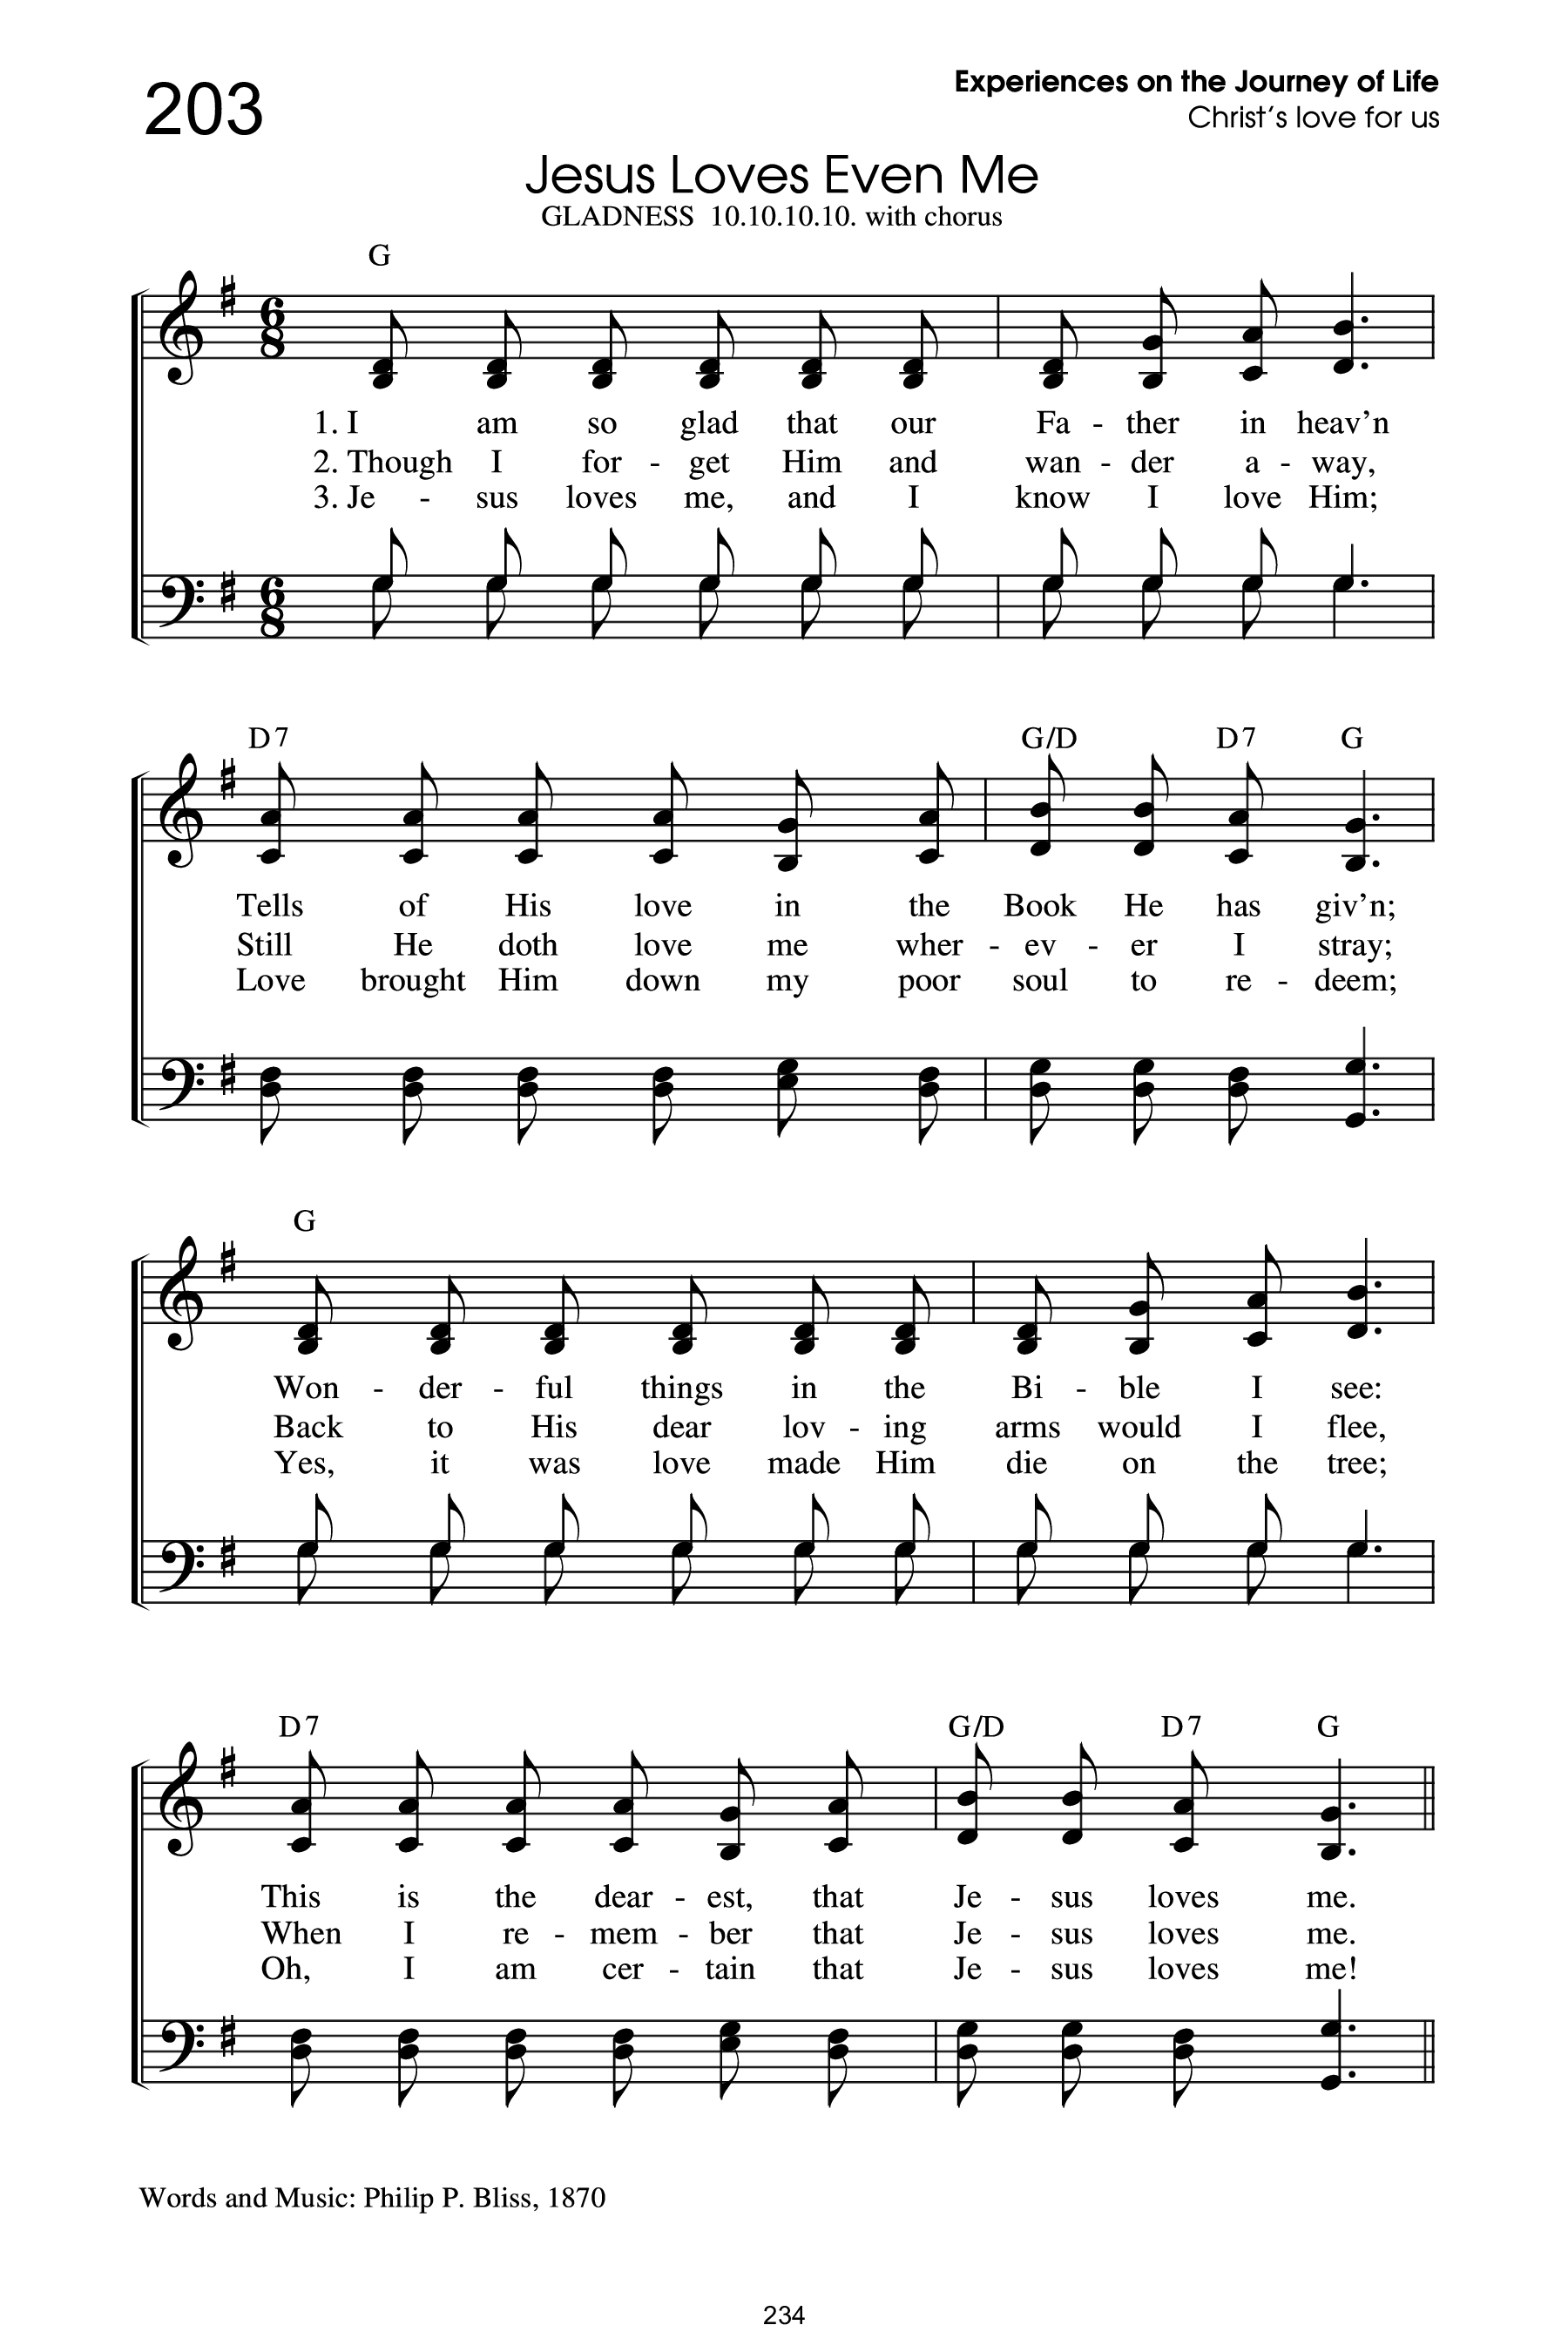 203
Experiences on the Journey of Life
Christ's love for us
Jesus Loves Even Me
GLADNESS 10.10.10.10. with chorus
G
1. I am so glad that our Fa - ther in heav'n
2. Though I for - get Him and wan - der a - way,
3. Je - sus loves me, and I know I love Him;
D7 G/D D7 G
Tells of His love in the Book He has giv'n;
Still He doth love me wher - ev - er I stray;
Love brought Him down my poor soul to re - deem;
G
Won - der - ful things in the Bi - ble I see:
Back to His dear lov - ing arms would I flee,
Yes, it was love made Him die on the tree;
D7 G/D D7 G
This is the dear - est, that Je - sus loves me.
When I re - mem - ber that Je - sus loves me.
Oh, I am cer - tain that Je - sus loves me!
Words and Music: Philip P. Bliss, 1870
234